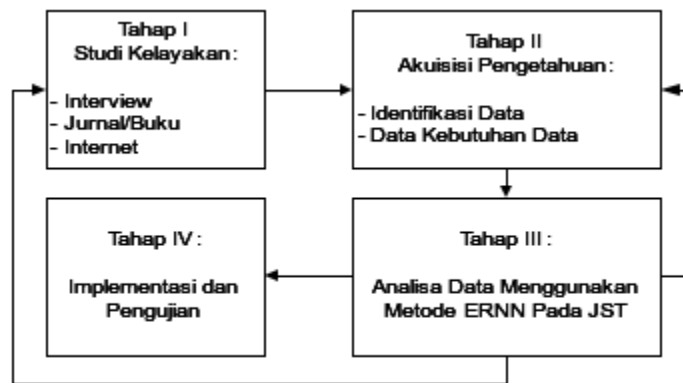 Tahap I
Studi Kelayakan :
- Interview
- Jurnal/Buku
- Internet
Tahap II
Akuisisi Pengetahuan :
- Identifikasi Data
- Data Kebutuhan Data
Tahap III :
Analisa Data Menggunakan
Metode ERNN Pada JST
Tahap IV :
Implementasi dan
Pengujian